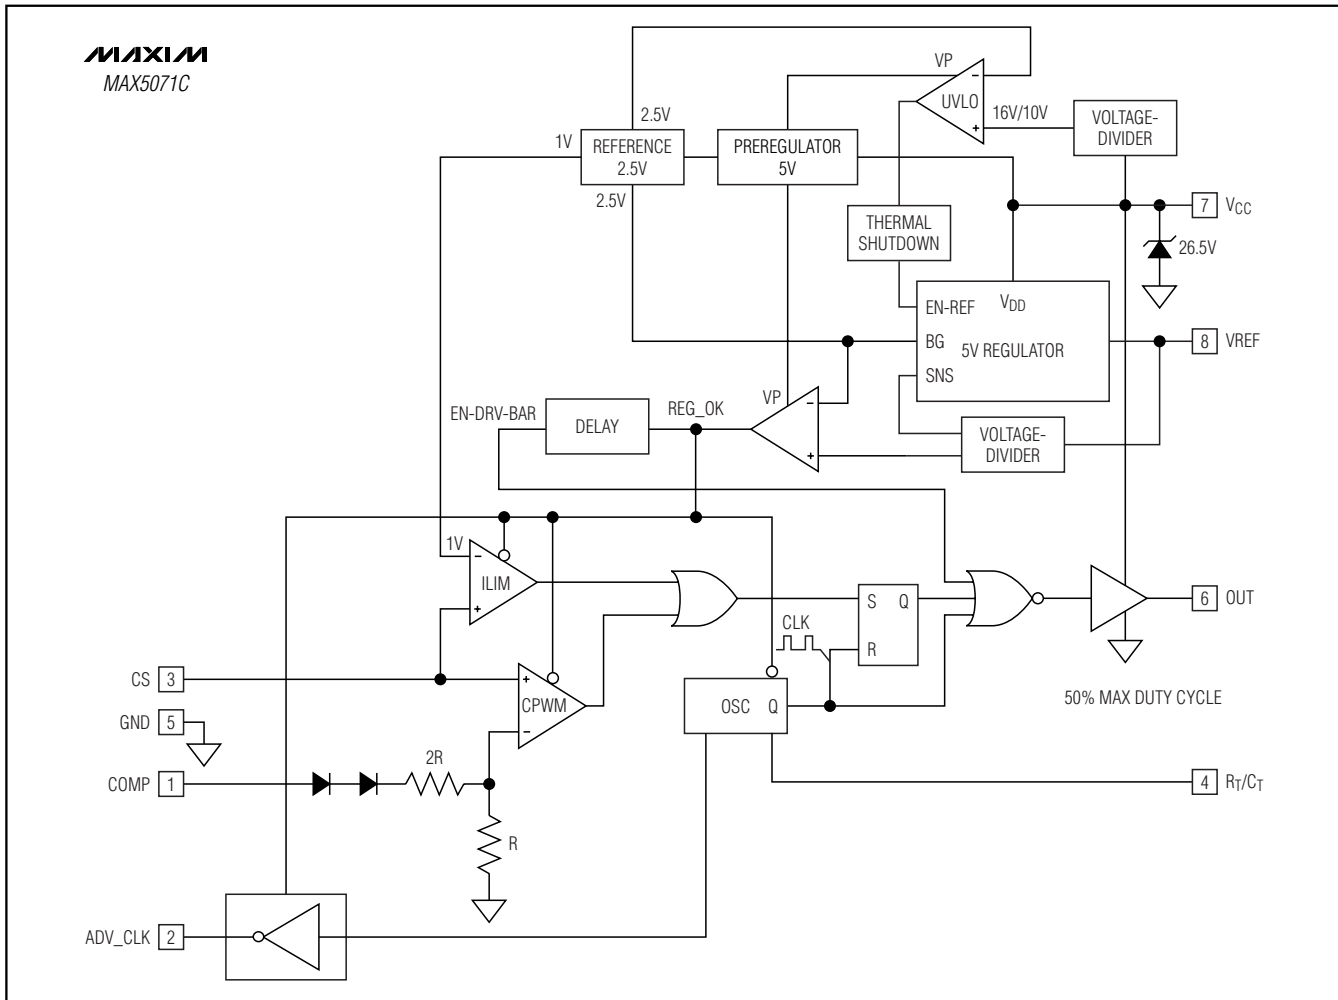 MAXIM
MAX5071C
VP
−
UVLO
+
16V/10V
VOLTAGE-
DIVIDER
2.5V
1V
REFERENCE
2.5V
PREREGULATOR
5V
2.5V
7
VCC
THERMAL
SHUTDOWN
26.5V
EN-REF
VDD
BG
5V REGULATOR
SNS
8
VREF
VP
−
+
EN-DRV-BAR
DELAY
REG_OK
VOLTAGE-
DIVIDER
1V
−
ILIM
+
S
Q
R
CLK
6
OUT
CS
3
+
CPWM
−
OSC
Q
50% MAX DUTY CYCLE
GND
5
2R
COMP
1
4
RT/CT
R
ADV_CLK
2